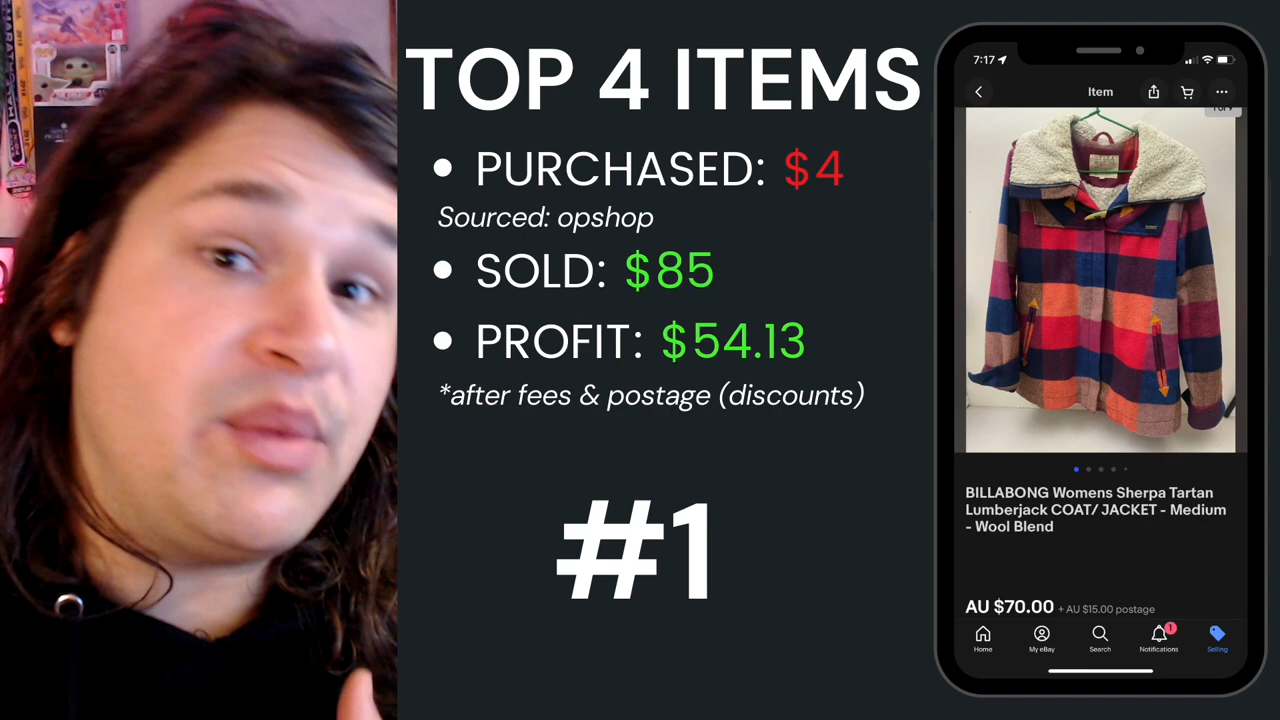 TOP 4 ITEMS
• PURCHASED: $4
Sourced: opshop
• SOLD: $85
• PROFIT: $54.13
*after fees & postage (discounts)
#1
7:17
Item
BILLABONG Womens Sherpa Tartan
Lumberjack COAT/ JACKET - Medium
- Wool Blend
AU $70.00 + AU $15.00 postage
1
Home My eBay Search Notifications Selling